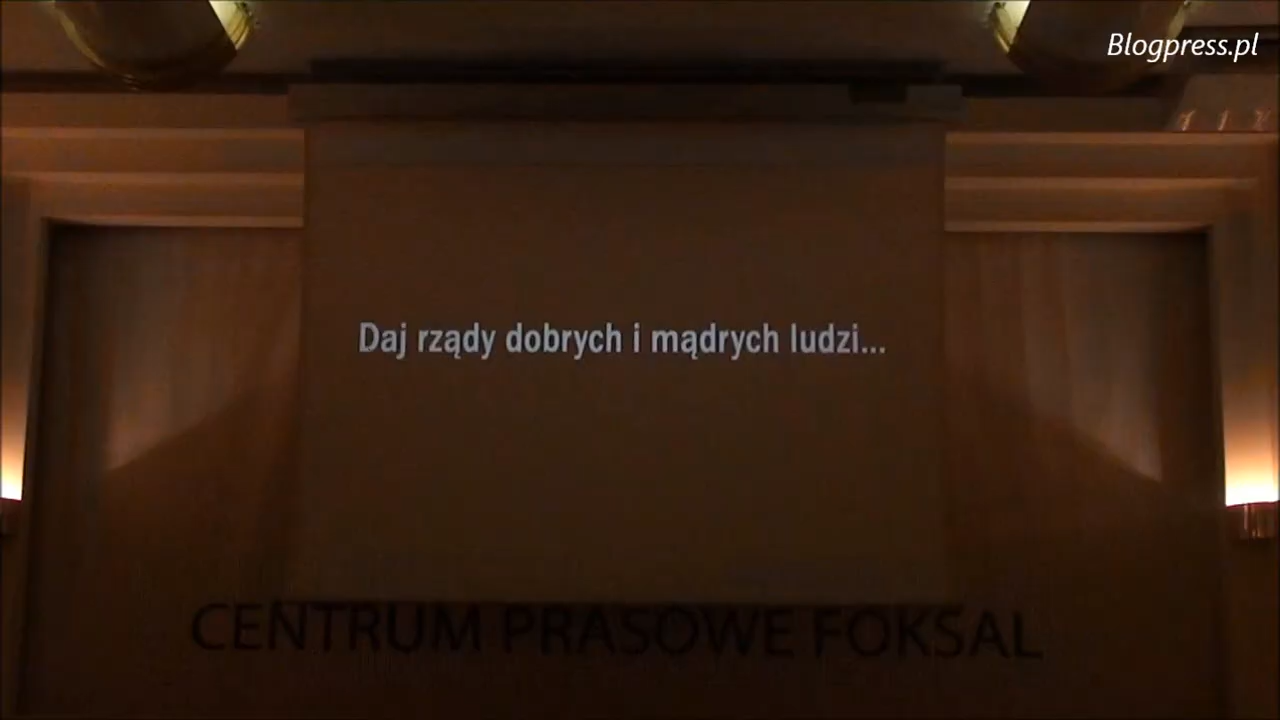 Blogpress.pl
Daj rządy dobrych i mądrych ludzi...
CENTRUM PRASOWE FOKSAL